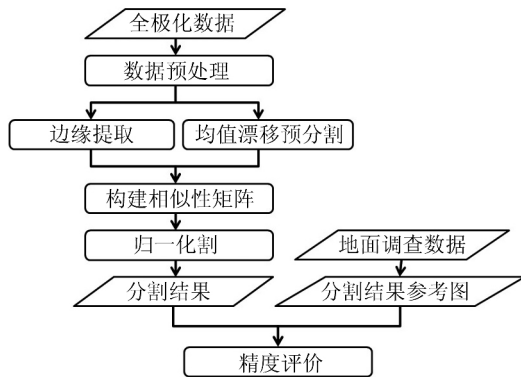 全极化数据
数据预处理
边缘提取
均值漂移预分割
构建相似性矩阵
归一化割
地面调查数据
分割结果
分割结果参考图
精度评价